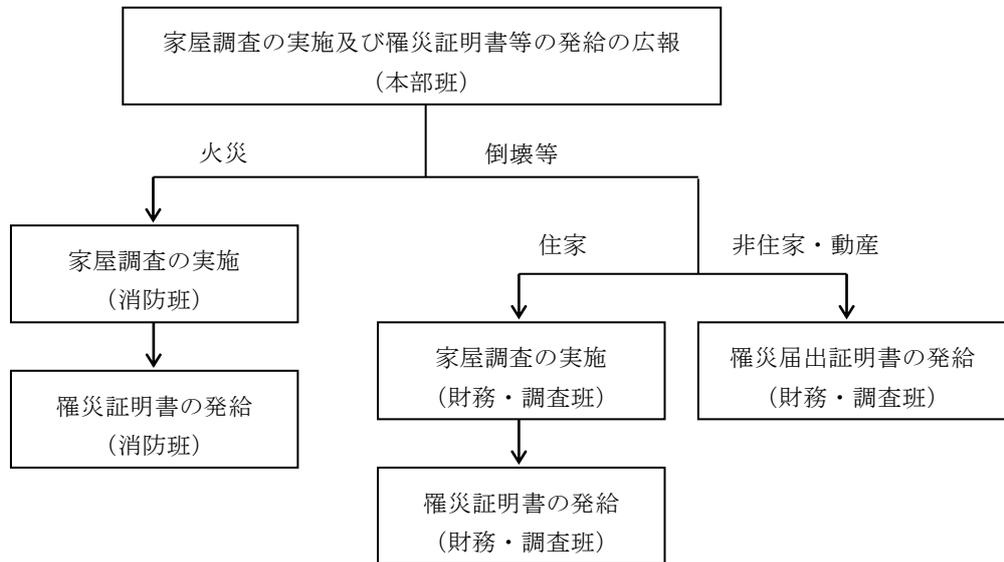 家屋調査の実施及び罹災証明書等の発給の広報
（本部班）
火災
倒壊等
家屋調査の実施
（消防班）
罹災証明書の発給
（消防班）
住家
非住家・動産
家屋調査の実施
（財務・調査班）
罹災届出証明書の発給
（財務・調査班）
罹災証明書の発給
（財務・調査班）